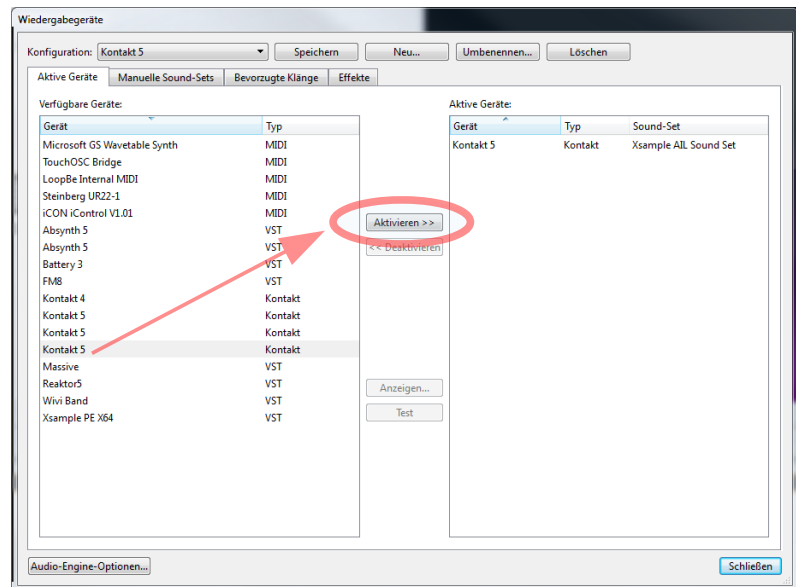 Wiedergabegeräte
Konfiguration: Kontakt 5 Speichern Neu... Umbenennen... Löschen
Aktive Geräte Manuelle Sound-Sets Bevorzugte Klänge Effekte
Verfügbare Geräte: Aktive Geräte:
Gerät Typ Gerät Typ Sound-Set
Microsoft GS Wavetable Synth MIDI Kontakt 5 Kontakt Xsample AIL Sound Set
TouchOSC Bridge MIDI
LoopBe Internal MIDI MIDI
Steinberg UR22-1 MIDI
iCON iControl V1.01 MIDI
Absynth 5 VST Aktivieren >>
Absynth 5 VST << Deaktivieren
Battery 3 VST
FM8 VST
Kontakt 4 Kontakt
Kontakt 5 Kontakt
Kontakt 5 Kontakt
Kontakt 5 Kontakt
Massive VST
Reaktor5 VST Anzeigen...
Wivi Band VST Test
Xsample PE X64 VST
Audio-Engine-Optionen... Schließen